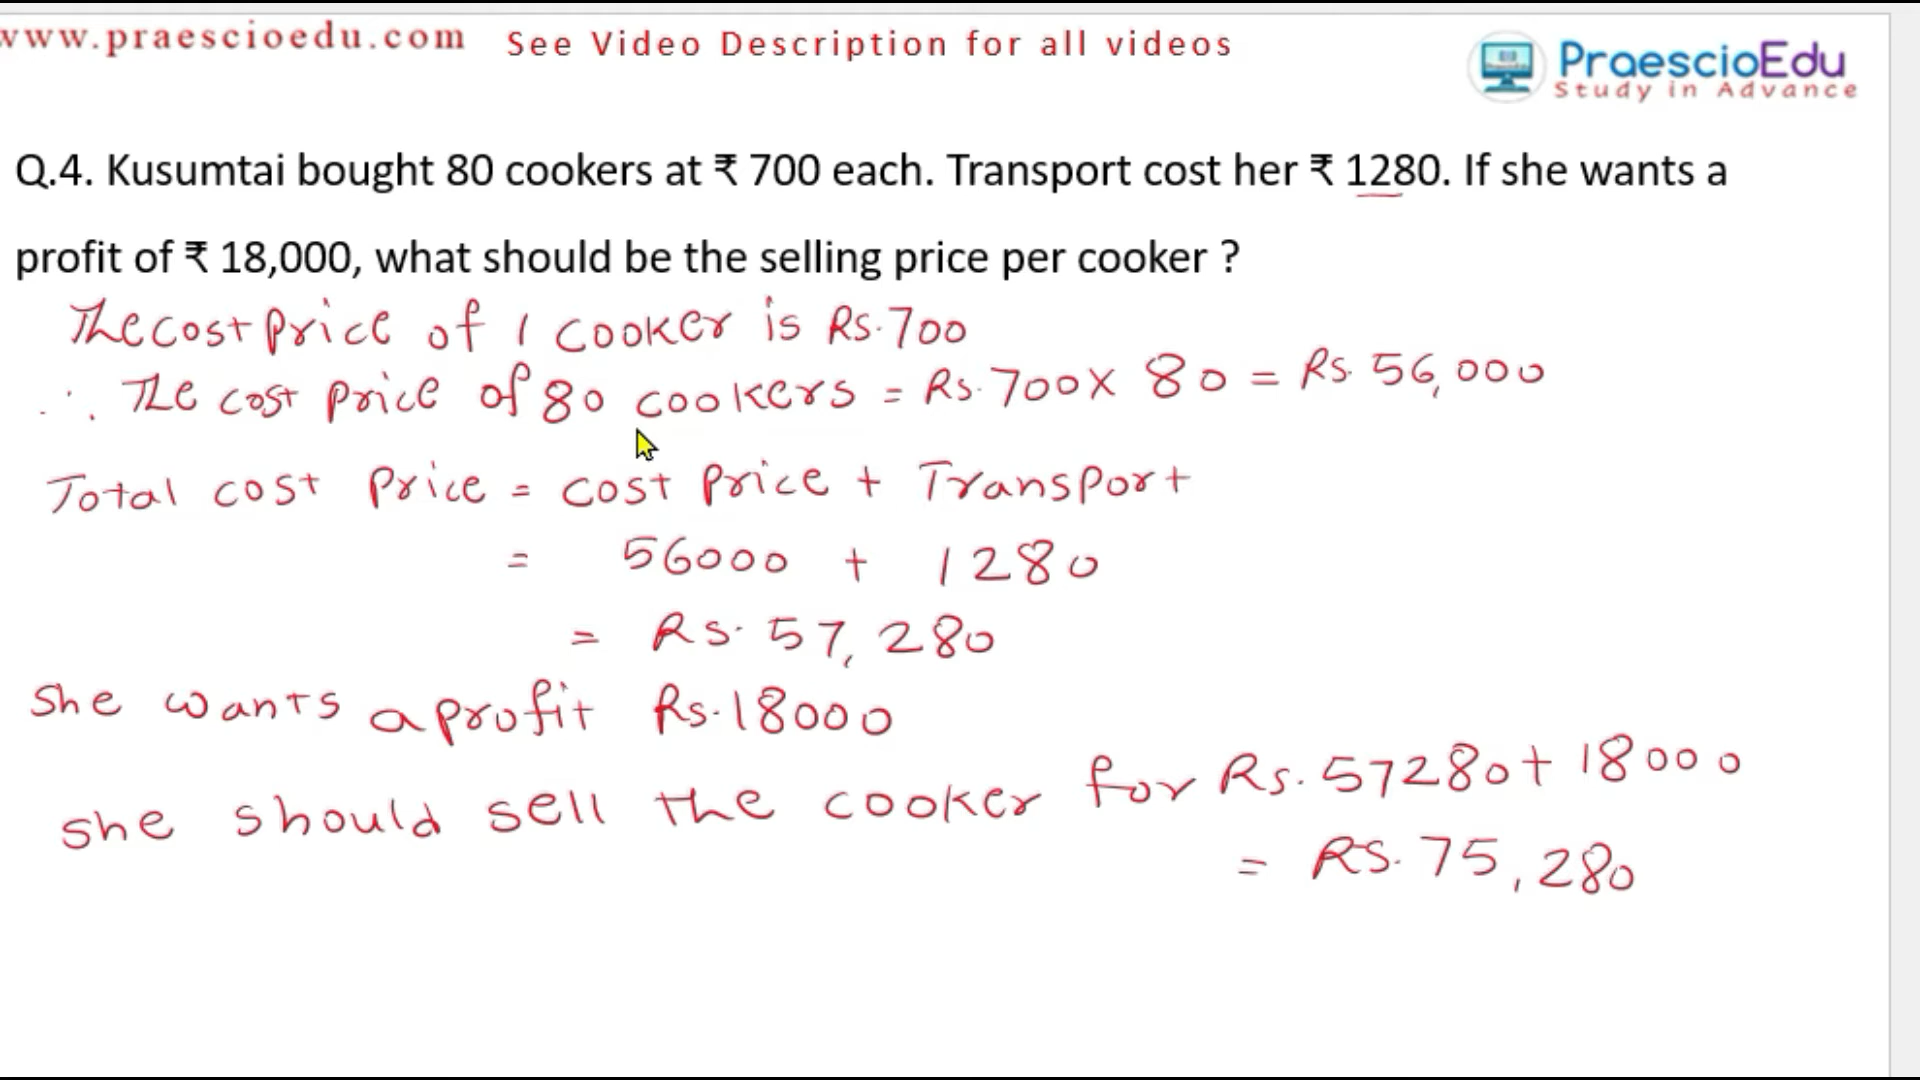 www.praescioedu.com See Video Description for all videos
PraescioEdu
Study in Advance
Q.4. Kusumtai bought 80 cookers at ₹ 700 each. Transport cost her ₹ 1280. If she wants a
profit of ₹ 18,000, what should be the selling price per cooker ?
The cost price of 1 cooker is Rs.700
∴ The cost price of 80 cookers = Rs.700 x 80 = Rs. 56,000
Total cost price = cost price + Transport
= 56000 + 1280
= Rs. 57,280
She wants a profit Rs.18000
she should sell the cooker for Rs. 57280 + 18000
= Rs. 75,280